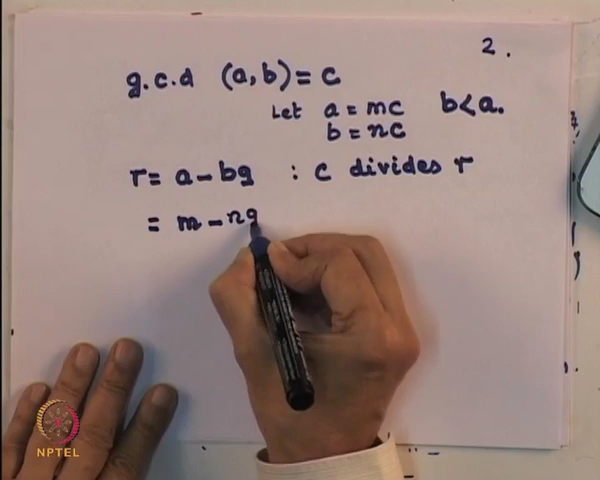 2.
g.c.d (a,b) = c
Let a = mc b<a.
b = nc
r = a - bq : c divides r
= m - nq
NPTEL